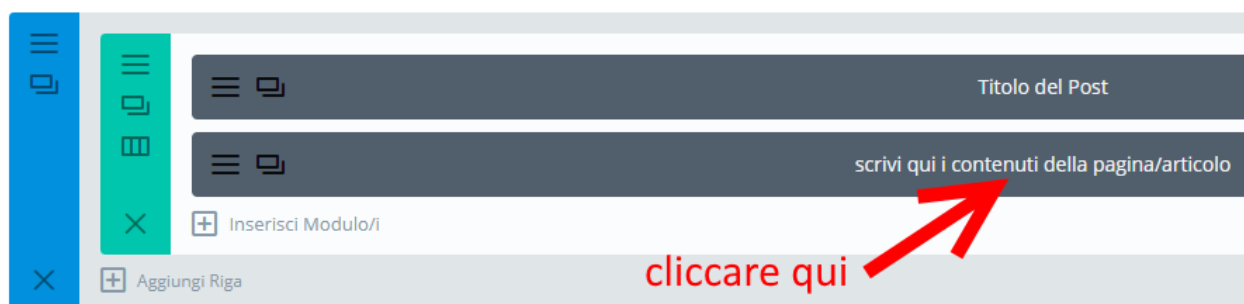 Titolo del Post
scrivi qui i contenuti della pagina/articolo
Inserisci Modulo/i
cliccare qui
Aggiungi Riga